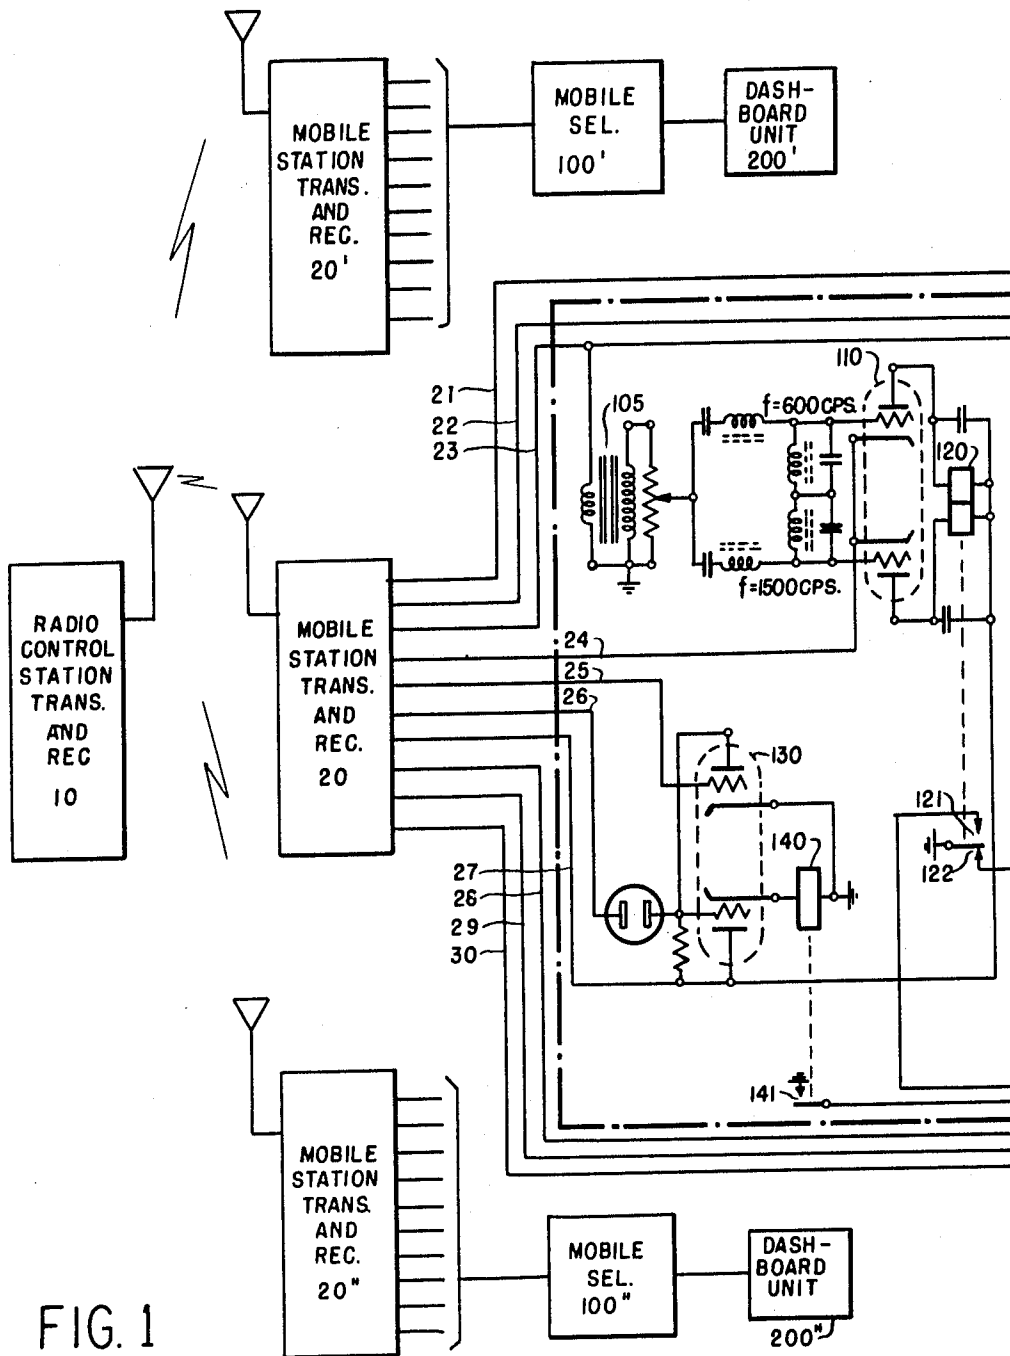 MOBILE
STATION
TRANS.
AND
REC.
20'
MOBILE
SEL.
100'
DASH-
BOARD
UNIT
200'
21
22
23
105
f=600CPS.
110
120
f=1500CPS.
RADIO
CONTROL
STATION
TRANS.
AND
REC
10
MOBILE
STATION
TRANS.
AND
REC.
20
24
25
26
130
140
121
122
27
28
29
30
141
MOBILE
STATION
TRANS.
AND
REC.
20"
MOBILE
SEL.
100"
DASH-
BOARD
UNIT
200"
FIG. 1